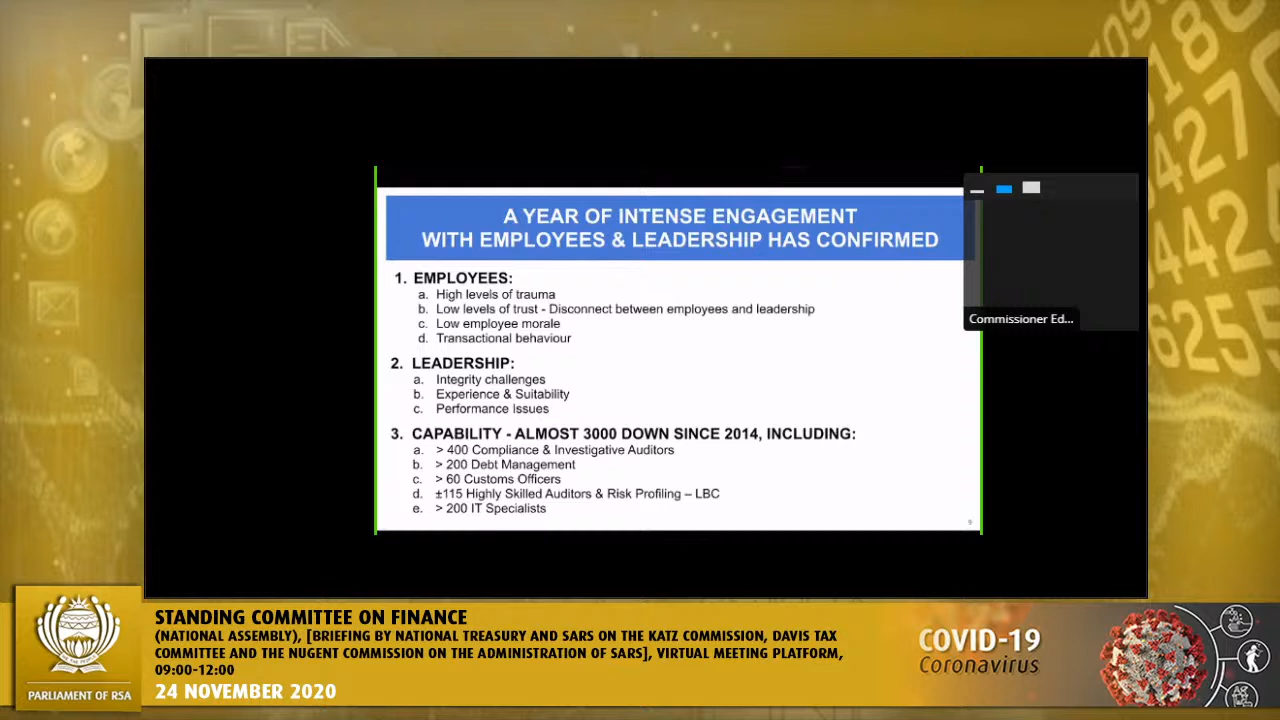 A YEAR OF INTENSE ENGAGEMENT
WITH EMPLOYEES & LEADERSHIP HAS CONFIRMED
1. EMPLOYEES:
a. High levels of trauma
b. Low levels of trust - Disconnect between employees and leadership
c. Low employee morale
d. Transactional behaviour
2. LEADERSHIP:
a. Integrity challenges
b. Experience & Suitability
c. Performance Issues
3. CAPABILITY - ALMOST 3000 DOWN SINCE 2014, INCLUDING:
a. > 400 Compliance & Investigative Auditors
b. > 200 Debt Management
c. > 60 Customs Officers
d. ±115 Highly Skilled Auditors & Risk Profiling – LBC
e. > 200 IT Specialists
9
Commissioner Ed...
PARLIAMENT OF RSA
STANDING COMMITTEE ON FINANCE
(NATIONAL ASSEMBLY), [BRIEFING BY NATIONAL TREASURY AND SARS ON THE KATZ COMMISSION, DAVIS TAX
COMMITTEE AND THE NUGENT COMMISSION ON THE ADMINISTRATION OF SARS], VIRTUAL MEETING PLATFORM,
09:00-12:00
24 NOVEMBER 2020
COVID-19
Coronavirus